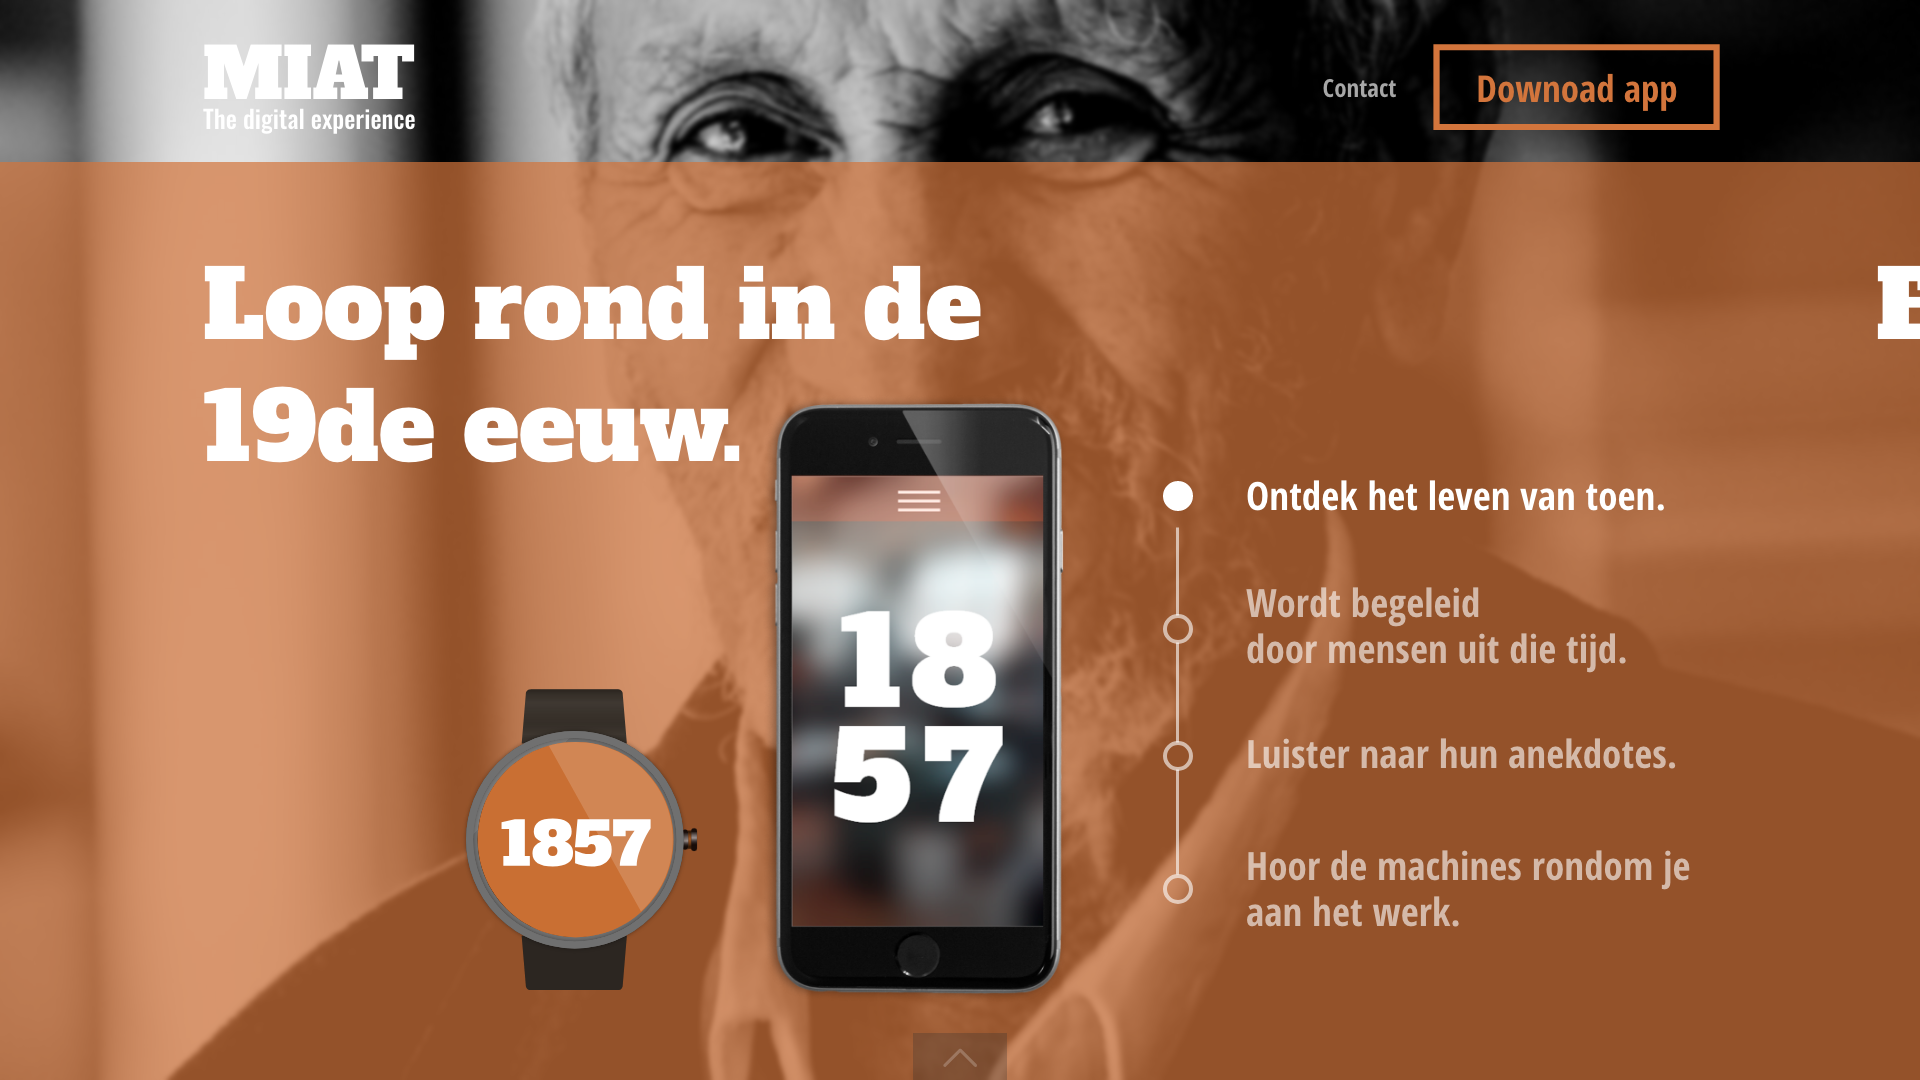 MIAT
The digital experience
Contact
Downoad app
Loop rond in de
19de eeuw.
E
18
57
1857
Ontdek het leven van toen.
Wordt begeleid
door mensen uit die tijd.
Luister naar hun anekdotes.
Hoor de machines rondom je
aan het werk.